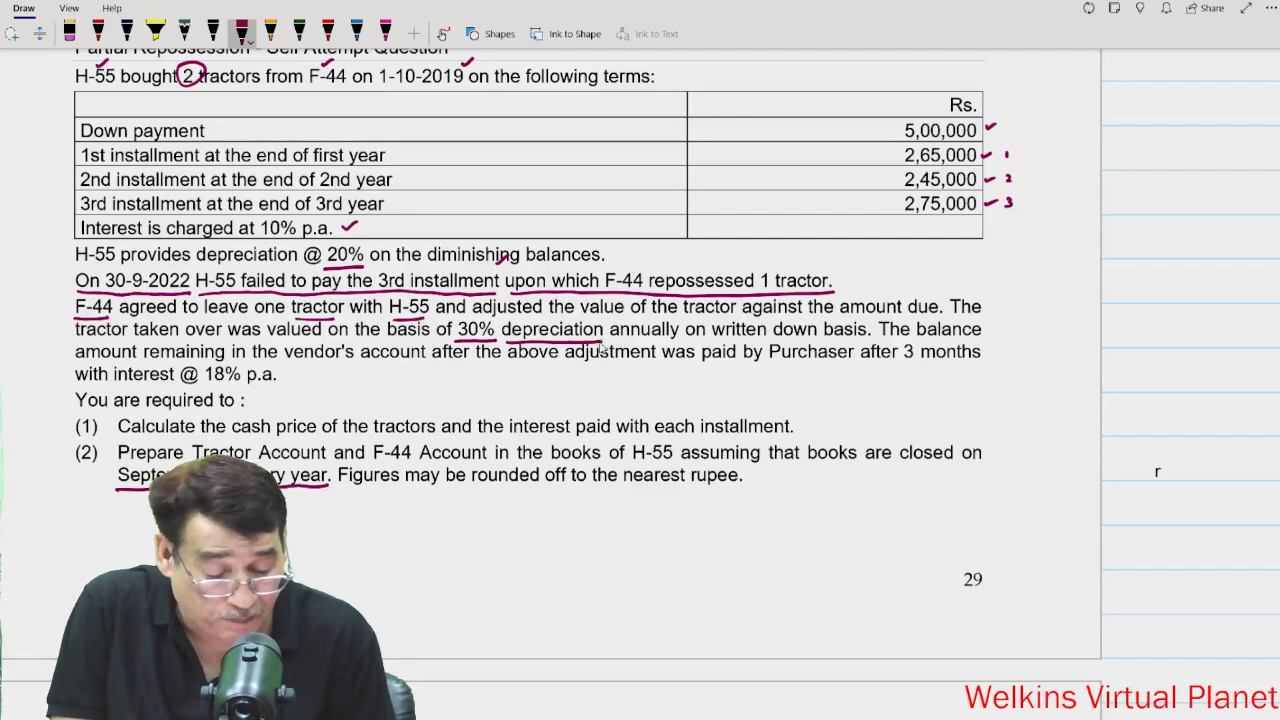 Draw View Help
Share
Shapes Ink to Shape Ink to Text
Partial Repossession - Self Attempt Question
H-55 bought 2 tractors from F-44 on 1-10-2019 on the following terms:
Rs.
Down payment 5,00,000
1st installment at the end of first year 2,65,000 1
2nd installment at the end of 2nd year 2,45,000 2
3rd installment at the end of 3rd year 2,75,000 3
Interest is charged at 10% p.a.
H-55 provides depreciation @ 20% on the diminishing balances.
On 30-9-2022 H-55 failed to pay the 3rd installment upon which F-44 repossessed 1 tractor.
F-44 agreed to leave one tractor with H-55 and adjusted the value of the tractor against the amount due. The
tractor taken over was valued on the basis of 30% depreciation annually on written down basis. The balance
amount remaining in the vendor's account after the above adjustment was paid by Purchaser after 3 months
with interest @ 18% p.a.
You are required to :
(1) Calculate the cash price of the tractors and the interest paid with each installment.
(2) Prepare Tractor Account and F-44 Account in the books of H-55 assuming that books are closed on
year. Figures may be rounded off to the nearest rupee.
r
29
Welkins Virtual Planet